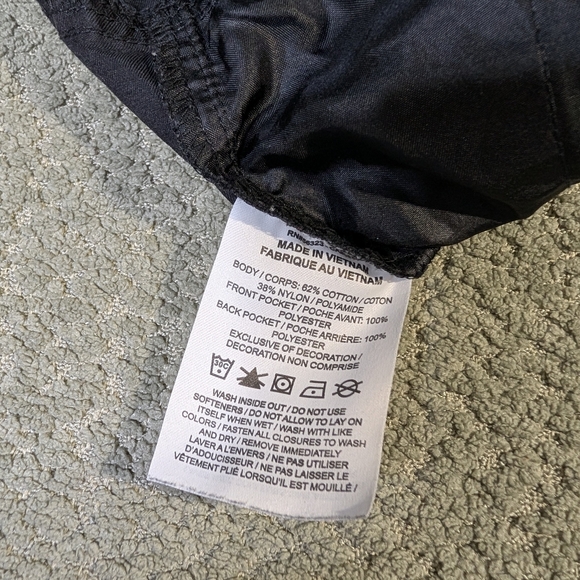 MADE IN VIETNAM
FABRIQUE AU VIETNAM
BODY / CORPS: 62% COTTON / COTON
38% NYLON / POLYAMIDE
FRONT POCKET / POCHE AVANT: 100%
POLYESTER
BACK POCKET / POCHE ARRIÈRE: 100%
POLYESTER
EXCLUSIVE OF DECORATION /
DECORATION NON COMPRISE
30C
WASH INSIDE OUT / DO NOT USE
SOFTENERS / DO NOT ALLOW TO LAY ON
ITSELF WHEN WET / WASH WITH LIKE
COLORS / FASTEN ALL CLOSURES TO WASH
AND DRY / REMOVE IMMEDIATELY
LAVER A L'ENVERS / NE PAS UTILISER
D'ADOUCISSEUR / NE PAS LAISSER LE
VÊTEMENT PLIÉ LORSQU'IL EST MOUILLÉ /